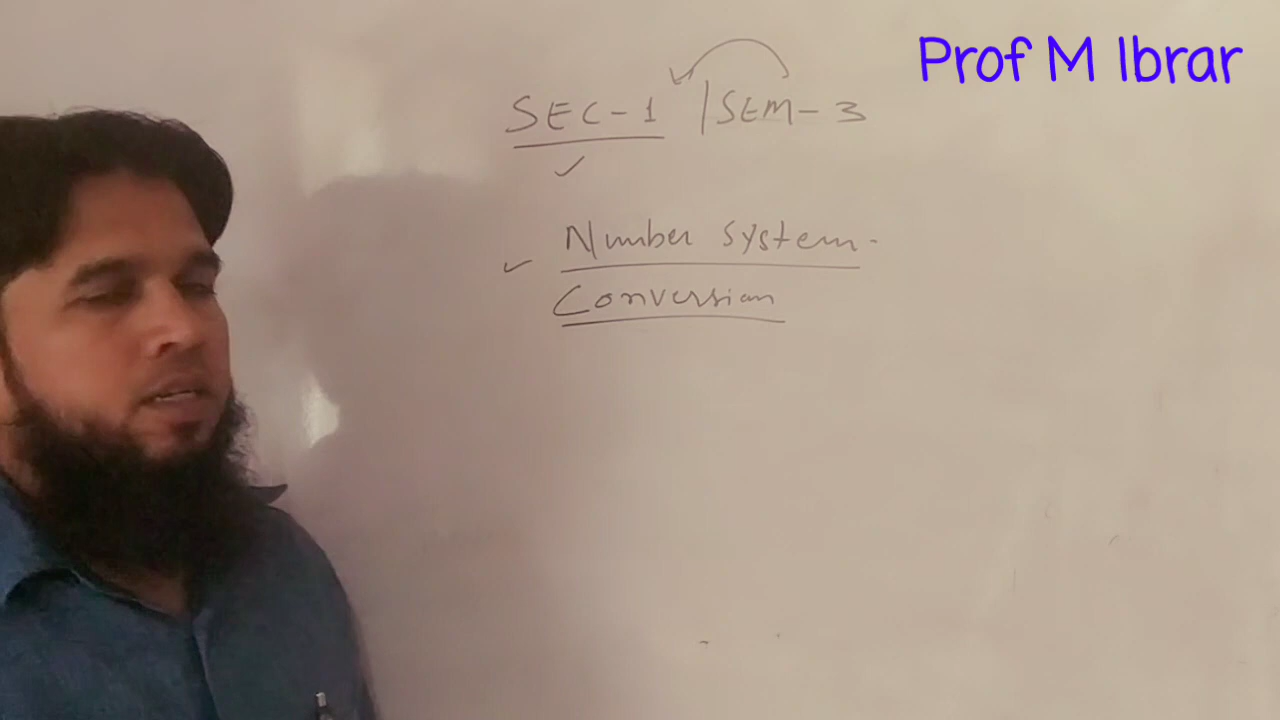 Prof M Ibrar
SEC-1 | SEM-3
Number System.
Conversion